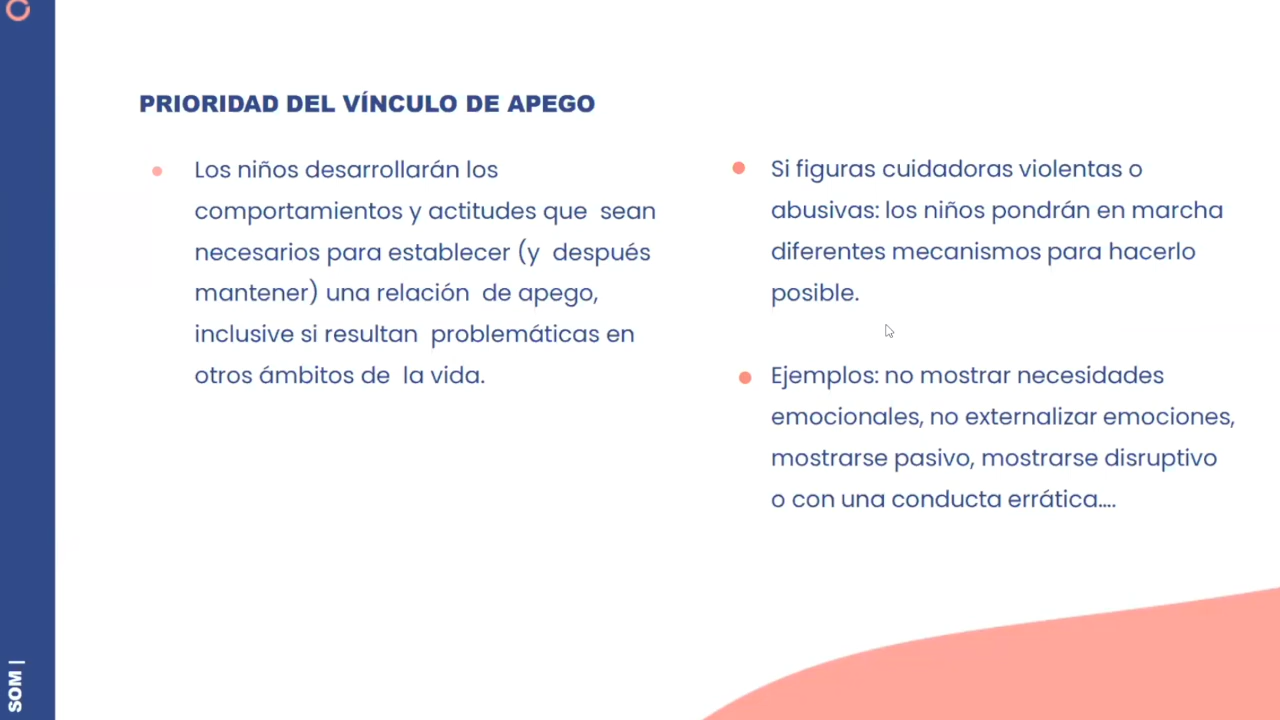 PRIORIDAD DEL VÍNCULO DE APEGO
Los niños desarrollarán los
comportamientos y actitudes que sean
necesarios para establecer (y después
mantener) una relación de apego,
inclusive si resultan problemáticas en
otros ámbitos de la vida.
Si figuras cuidadoras violentas o
abusivas: los niños pondrán en marcha
diferentes mecanismos para hacerlo
posible.
Ejemplos: no mostrar necesidades
emocionales, no externalizar emociones,
mostrarse pasivo, mostrarse disruptivo
o con una conducta errática....
SOM |